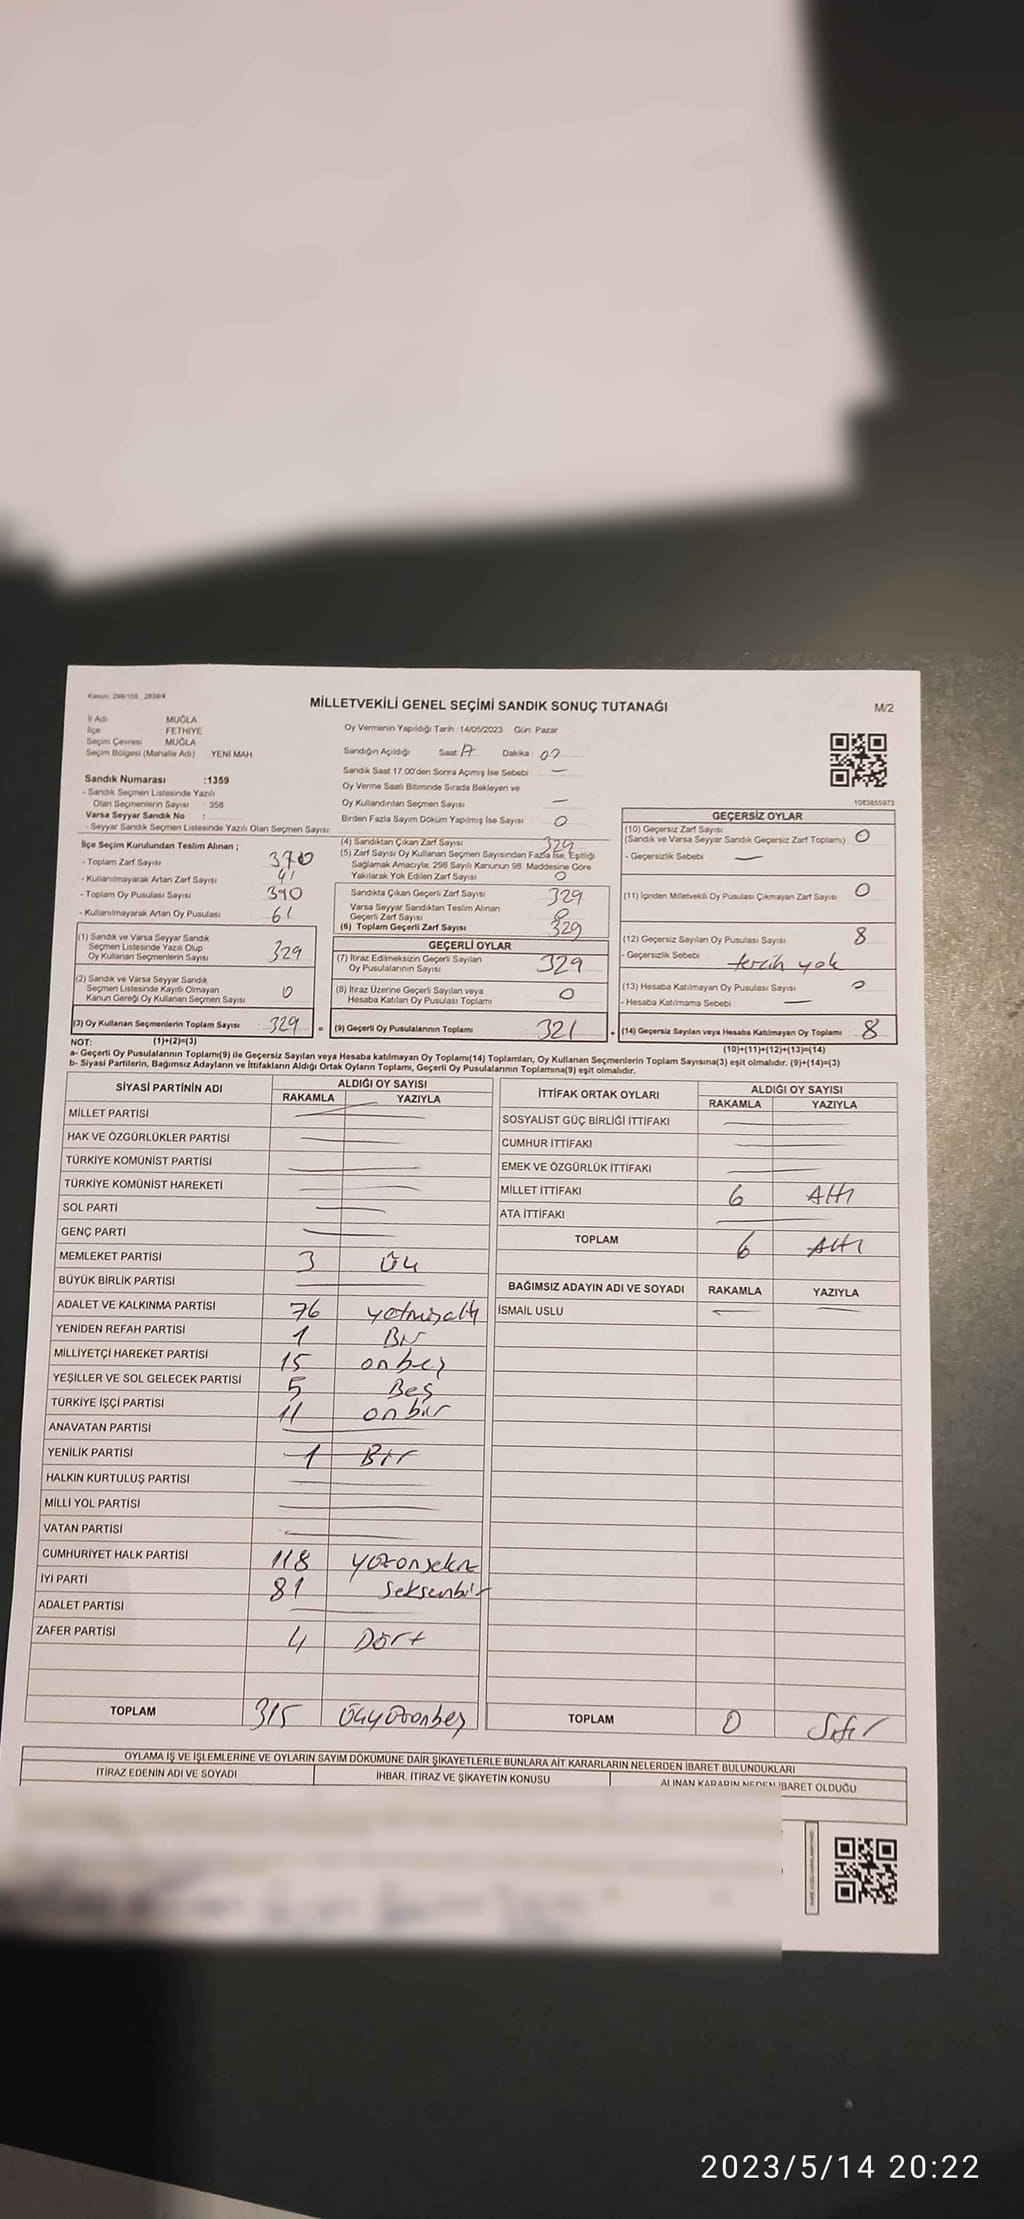 Kanun: 298/105 , 2839/4
MİLLETVEKİLİ GENEL SEÇİMİ SANDIK SONUÇ TUTANAĞI
M/2
İl Adı MUĞLA
İlçe FETHİYE
Seçim Çevresi MUĞLA
Seçim Bölgesi (Mahalle Adı) YENİ MAH.
Oy Vermenin Yapıldığı Tarih :14/05/2023 Gün: Pazar
Sandığın Açıldığı Saat: 17 Dakika: 02
Sandık Saat 17:00'den Sonra Açımış İse Sebebi —
Oy Verme Saati Bitiminde Sırada Bekleyen ve
Oy Kullandırılan Seçmen Sayısı —
Birden Fazla Sayım Döküm Yapılmış İse Sayısı : 0
Sandık Numarası :1359
- Sandık Seçmen Listesinde Yazılı
Olan Seçmenlerin Sayısı : 358
Varsa Seyyar Sandık No :
- Seyyar Sandık Seçmen Listesinde Yazılı Olan Seçmen Sayısı:
1083855973
İlçe Seçim Kurulundan Teslim Alınan ;
- Toplam Zarf Sayısı 370
- Kullanılmayarak Artan Zarf Sayısı 41
- Toplam Oy Pusulası Sayısı 390
- Kullanılmayarak Artan Oy Pusulası 61
(1) Sandık ve Varsa Seyyar Sandık
Seçmen Listesinde Yazılı Olup
Oy Kullanan Seçmenlerin Sayısı 329
(2) Sandık ve Varsa Seyyar Sandık
Seçmen Listesinde Kayıtlı Olmayan
Kanun Gereği Oy Kullanan Seçmen Sayısı 0
(3) Oy Kullanan Seçmenlerin Toplam Sayısı : 329 =
(4) Sandıktan Çıkan Zarf Sayısı 329
(5) Zarf Sayısı Oy Kullanan Seçmen Sayısından Fazla İse, Eşitliği
Sağlamak Amacıyla, 298 Sayılı Kanunun 98. Maddesine Göre
Yakılarak Yok Edilen Zarf Sayısı 0
Sandıkta Çıkan Geçerli Zarf Sayısı 329
Varsa Seyyar Sandıktan Teslim Alınan
Geçerli Zarf Sayısı 0
(6) Toplam Geçerli Zarf Sayısı 329
GEÇERLİ OYLAR
(7) İtiraz Edilmeksizin Geçerli Sayılan
Oy Pusulalarının Sayısı 329
(8) İtiraz Üzerine Geçerli Sayılan veya
Hesaba Katılan Oy Pusulası Toplamı 0
(9) Geçerli Oy Pusulalarının Toplamı 321 +
GEÇERSİZ OYLAR
(10) Geçersiz Zarf Sayısı
(Sandık ve Varsa Seyyar Sandık Geçersiz Zarf Toplamı) 0
- Geçersizlik Sebebi : —
(11) İçinden Milletvekili Oy Pusulası Çıkmayan Zarf Sayısı 0
(12) Geçersiz Sayılan Oy Pusulası Sayısı 8
- Geçersizlik Sebebi : tercih yok
(13) Hesaba Katılmayan Oy Pusulası Sayısı 0
- Hesaba Katılmama Sebebi : —
(14) Geçersiz Sayılan veya Hesaba Katılmayan Oy Toplamı 8
NOT: (1)+(2)=(3) (10)+(11)+(12)+(13)=(14)
a- Geçerli Oy Pusulalarının Toplamı(9) ile Geçersiz Sayılan veya Hesaba katılmayan Oy Toplamı(14) Toplamları, Oy Kullanan Seçmenlerin Toplam Sayısına(3) eşit olmalıdır. (9)+(14)=(3)
b- Siyasi Partilerin, Bağımsız Adayların ve İttifakların Aldığı Ortak Oyların Toplamı, Geçerli Oy Pusulalarının Toplamına(9) eşit olmalıdır.
SİYASİ PARTİNİN ADI ALDIĞI OY SAYISI
RAKAMLA YAZIYLA
MİLLET PARTİSİ —
HAK VE ÖZGÜRLÜKLER PARTİSİ —
TÜRKİYE KOMÜNİST PARTİSİ —
TÜRKİYE KOMÜNİST HAREKETİ —
SOL PARTİ —
GENÇ PARTİ —
MEMLEKET PARTİSİ 3 Üç
BÜYÜK BİRLİK PARTİSİ —
ADALET VE KALKINMA PARTİSİ 76 yetmişaltı
YENİDEN REFAH PARTİSİ 1 Bir
MİLLİYETÇİ HAREKET PARTİSİ 15 onbeş
YEŞİLLER VE SOL GELECEK PARTİSİ 5 Beş
TÜRKİYE İŞÇİ PARTİSİ 11 onbir
ANAVATAN PARTİSİ —
YENİLİK PARTİSİ 1 Bir
HALKIN KURTULUŞ PARTİSİ —
MİLLİ YOL PARTİSİ —
VATAN PARTİSİ —
CUMHURİYET HALK PARTİSİ 118 yüzonsekiz
İYİ PARTİ 81 Seksenbir
ADALET PARTİSİ —
ZAFER PARTİSİ 4 Dört
TOPLAM 315 Üçyüzonbeş
İTTİFAK ORTAK OYLARI ALDIĞI OY SAYISI
RAKAMLA YAZIYLA
SOSYALİST GÜÇ BİRLİĞİ İTTİFAKI —
CUMHUR İTTİFAKI —
EMEK VE ÖZGÜRLÜK İTTİFAKI —
MİLLET İTTİFAKI 6 Altı
ATA İTTİFAKI —
TOPLAM 6 Altı
BAĞIMSIZ ADAYIN ADI VE SOYADI RAKAMLA YAZIYLA
İSMAİL USLU — —
TOPLAM 0 Sıfır
OYLAMA İŞ VE İŞLEMLERİNE VE OYLARIN SAYIM DÖKÜMÜNE DAİR ŞİKAYETLERLE BUNLARA AİT KARARLARIN NELERDEN İBARET BULUNDUKLARI
İTİRAZ EDENİN ADI VE SOYADI İHBAR, İTİRAZ VE ŞİKAYETİN KONUSU ALINAN KARARIN NEDEN İBARET OLDUĞU
2023/5/14 20:22